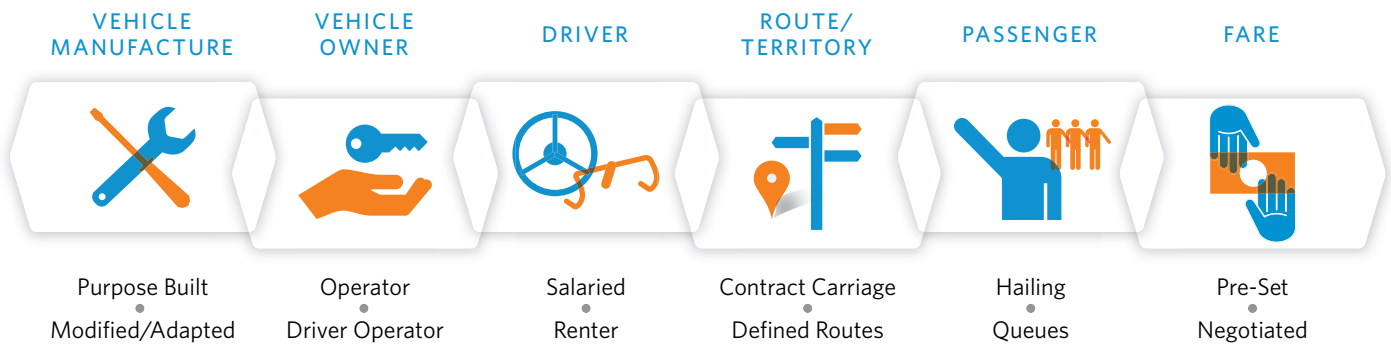 VEHICLE
MANUFACTURE
VEHICLE
OWNER
DRIVER
ROUTE/
TERRITORY
PASSENGER
FARE
Purpose Built
Modified/Adapted
Operator
Driver Operator
Salaried
Renter
Contract Carriage
Defined Routes
Hailing
Queues
Pre-Set
Negotiated